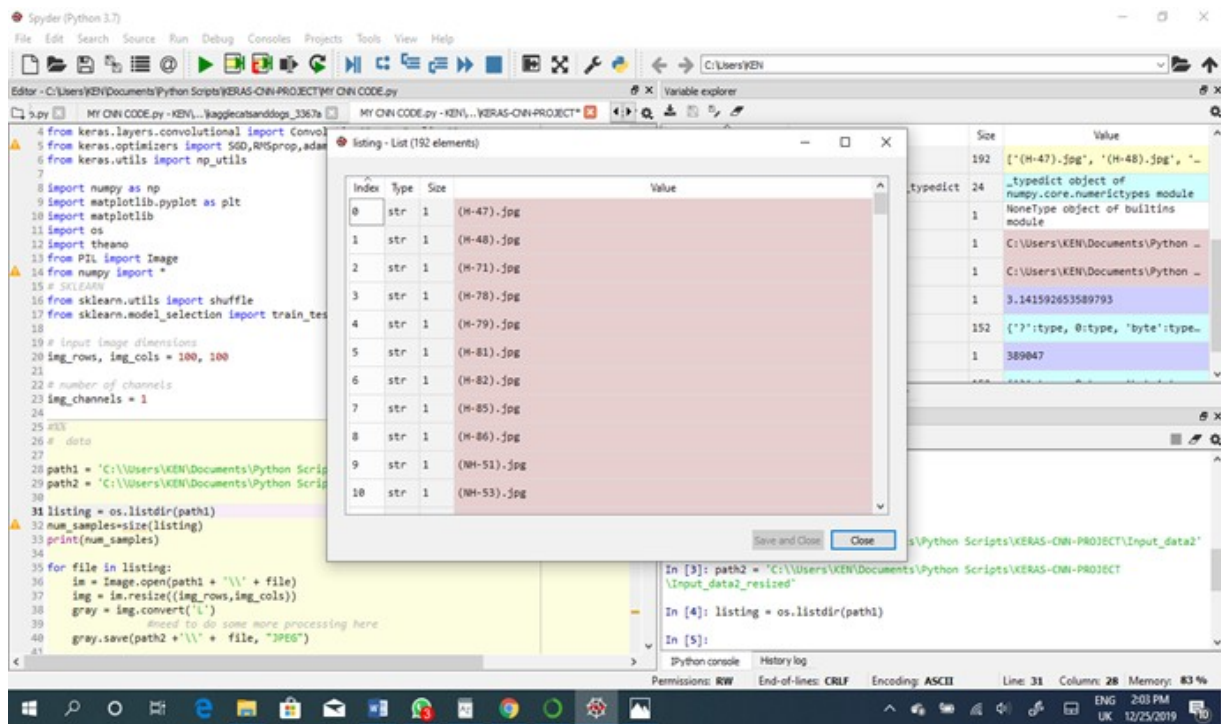 Spyder (Python 3.7)
File Edit Search Source Run Debug Consoles Projects Tools View Help
C:\Users\KEN
Editor - C:\Users\KEN\Documents\Python Scripts\KERAS-CNN-PROJECT\MY CNN CODE.py
MY CNN CODE.py - KEN\...\kagglecatsanddogs_3367a
MY CNN CODE.py - KEN\...\KERAS-CNN-PROJECT*
4 from keras.layers.convolutional import Convol
5 from keras.optimizers import SGD,RMSprop,adam
6 from keras.utils import np_utils
7
8 import numpy as np
9 import matplotlib.pyplot as plt
10 import matplotlib
11 import os
12 import theano
13 from PIL import Image
14 from numpy import *
15 # SKLEARN
16 from sklearn.utils import shuffle
17 from sklearn.model_selection import train_tes
18
19 # input image dimensions
20 img_rows, img_cols = 100, 100
21
22 # number of channels
23 img_channels = 1
24
25 #%%
26 # data
27
28 path1 = 'C:\\Users\KEN\Documents\Python Scrip
29 path2 = 'C:\\Users\KEN\Documents\Python Scrip
30
31 listing = os.listdir(path1)
32 num_samples=size(listing)
33 print(num_samples)
34
35 for file in listing:
36 im = Image.open(path1 + '\\' + file)
37 img = im.resize((img_rows,img_cols))
38 gray = img.convert('L')
39 #need to do some more processing here
40 gray.save(path2 +'\\' + file, "JPEG")
41
listing - List (192 elements)
Index Type Size Value
0 str 1 (H-47).jpg
1 str 1 (H-48).jpg
2 str 1 (H-71).jpg
3 str 1 (H-78).jpg
4 str 1 (H-79).jpg
5 str 1 (H-81).jpg
6 str 1 (H-82).jpg
7 str 1 (H-85).jpg
8 str 1 (H-86).jpg
9 str 1 (NH-51).jpg
10 str 1 (NH-53).jpg
Save and Close Close
Variable explorer
Size Value
192 ['(H-47).jpg', '(H-48).jpg', '…
_typedict 24 _typedict object of
numpy.core.numerictypes module
1 NoneType object of builtins
module
1 C:\Users\KEN\Documents\Python …
1 C:\Users\KEN\Documents\Python …
1 3.141592653589793
152 {'?':type, 0:type, 'byte':type…
1 389047
s\Python Scripts\KERAS-CNN-PROJECT\Input_data2'
In [3]: path2 = 'C:\\Users\KEN\Documents\Python Scripts\KERAS-CNN-PROJECT
\Input_data2_resized'
In [4]: listing = os.listdir(path1)
In [5]:
IPython console History log
Permissions: RW End-of-lines: CRLF Encoding: ASCII Line: 31 Column: 28 Memory: 83 %
ENG 2:03 PM
UK 12/25/2019